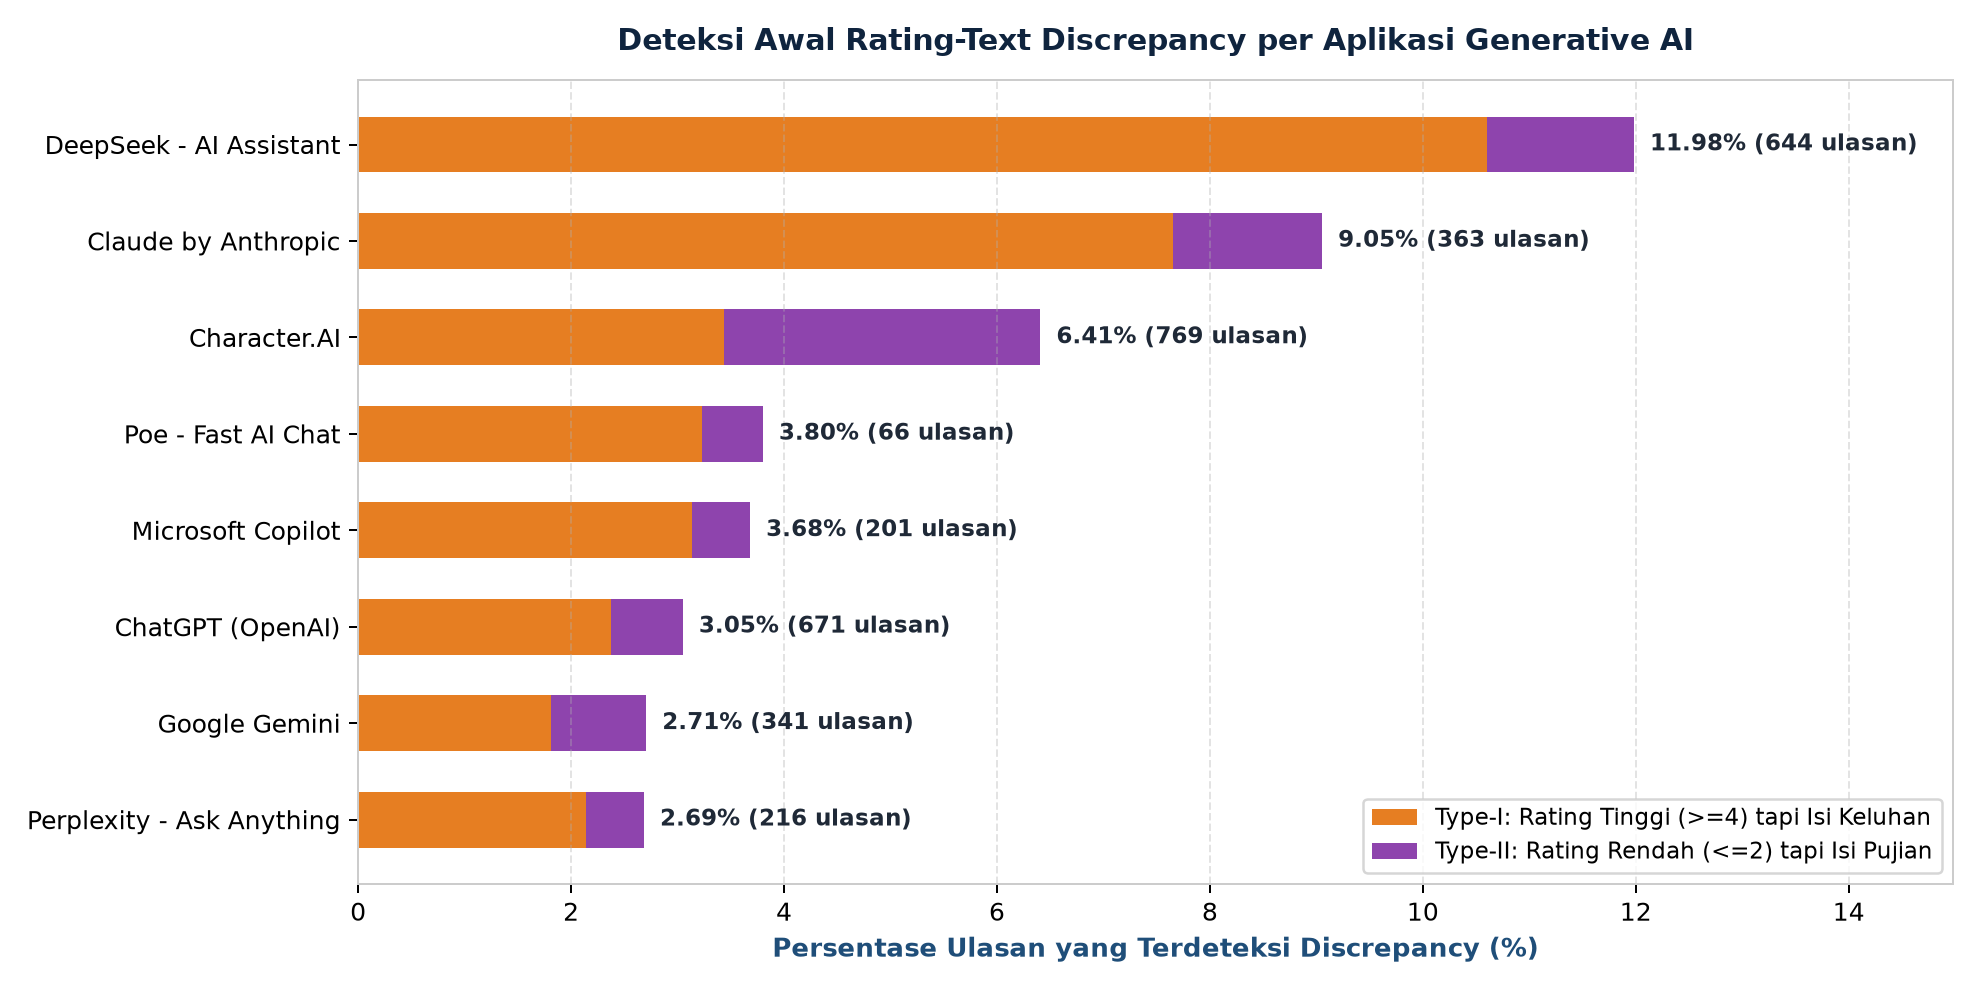 Deteksi Awal Rating-Text Discrepancy per Aplikasi Generative AI
DeepSeek - AI Assistant
11.98% (644 ulasan)
Claude by Anthropic
9.05% (363 ulasan)
Character.AI
6.41% (769 ulasan)
Poe - Fast AI Chat
3.80% (66 ulasan)
Microsoft Copilot
3.68% (201 ulasan)
ChatGPT (OpenAI)
3.05% (671 ulasan)
Google Gemini
2.71% (341 ulasan)
Perplexity - Ask Anything
2.69% (216 ulasan)
Type-I: Rating Tinggi (>=4) tapi Isi Keluhan
Type-II: Rating Rendah (<=2) tapi Isi Pujian
0 2 4 6 8 10 12 14
Persentase Ulasan yang Terdeteksi Discrepancy (%)